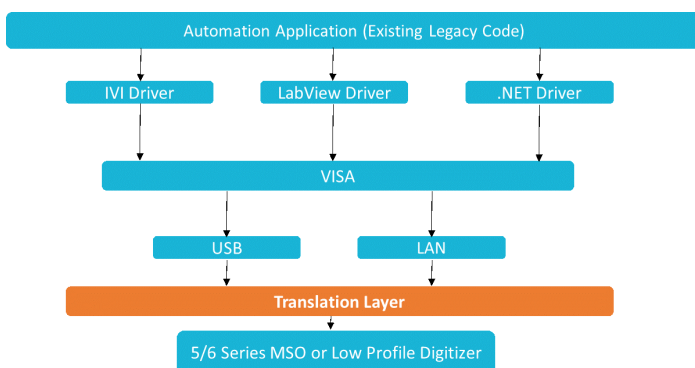 Automation Application (Existing Legacy Code)
IVI Driver
LabView Driver
.NET Driver
VISA
USB
LAN
Translation Layer
5/6 Series MSO or Low Profile Digitizer